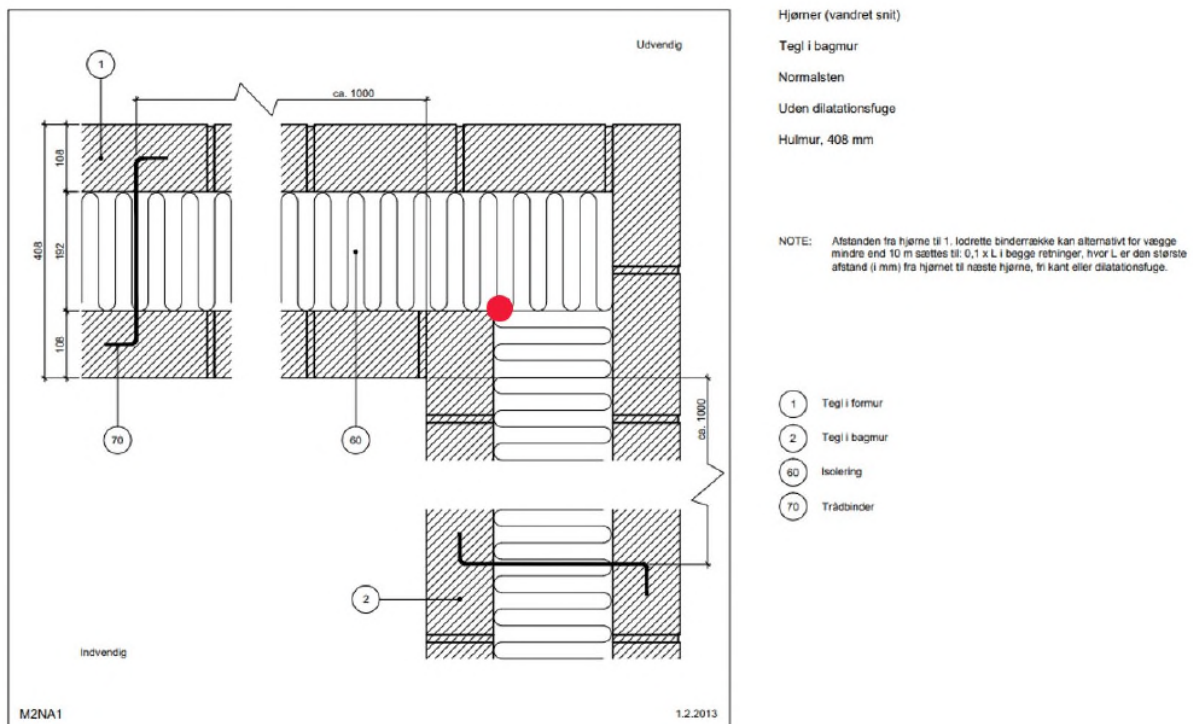 Udvendig
1
ca. 1000
108
192
408
108
70
60
ca. 1000
2
Indvendig
M2NA1
1.2.2013
Hjørner (vandret snit)
Tegl i bagmur
Normalsten
Uden dilatationsfuge
Hulmur, 408 mm
NOTE: Afstanden fra hjørne til 1. lodrette binderrække kan alternativt for vægge
mindre end 10 m sættes til: 0,1 x L i begge retninger, hvor L er den største
afstand (i mm) fra hjørnet til næste hjørne, fri kant eller dilatationsfuge.
1 Tegl i formur
2 Tegl i bagmur
60 Isolering
70 Trådbinder